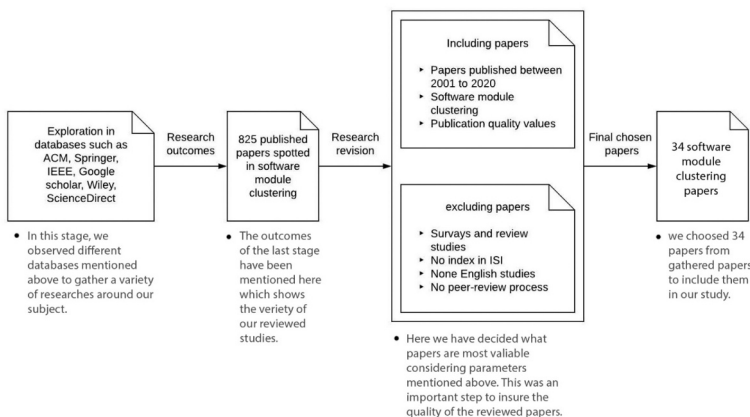 Exploration in
databases such as
ACM, Springer,
IEEE, Google
scholar, Wiley,
ScienceDirect
• In this stage, we
observed different
databases mentioned
above to gather a variety
of researches around our
subject.
Research
outcomes
825 published
papers spotted
in software
module
clustering
• The outcomes
of the last stage
have been
mentioned here
which shows
the veriety of
our reviewed
studies.
Research
revision
Including papers
‣ Papers published between
2001 to 2020
‣ Software module
clustering
‣ Publication quality values
excluding papers
‣ Survays and review
studies
‣ No index in ISI
‣ None English studies
‣ No peer-review process
• Here we have decided what
papers are most valiable
considering parameters
mentioned above. This was an
important step to insure the
quality of the reviewed papers.
Final chosen
papers
34 software
module
clustering
papers
• we choosed 34
papers from
gathered papers
to include them
in our study.